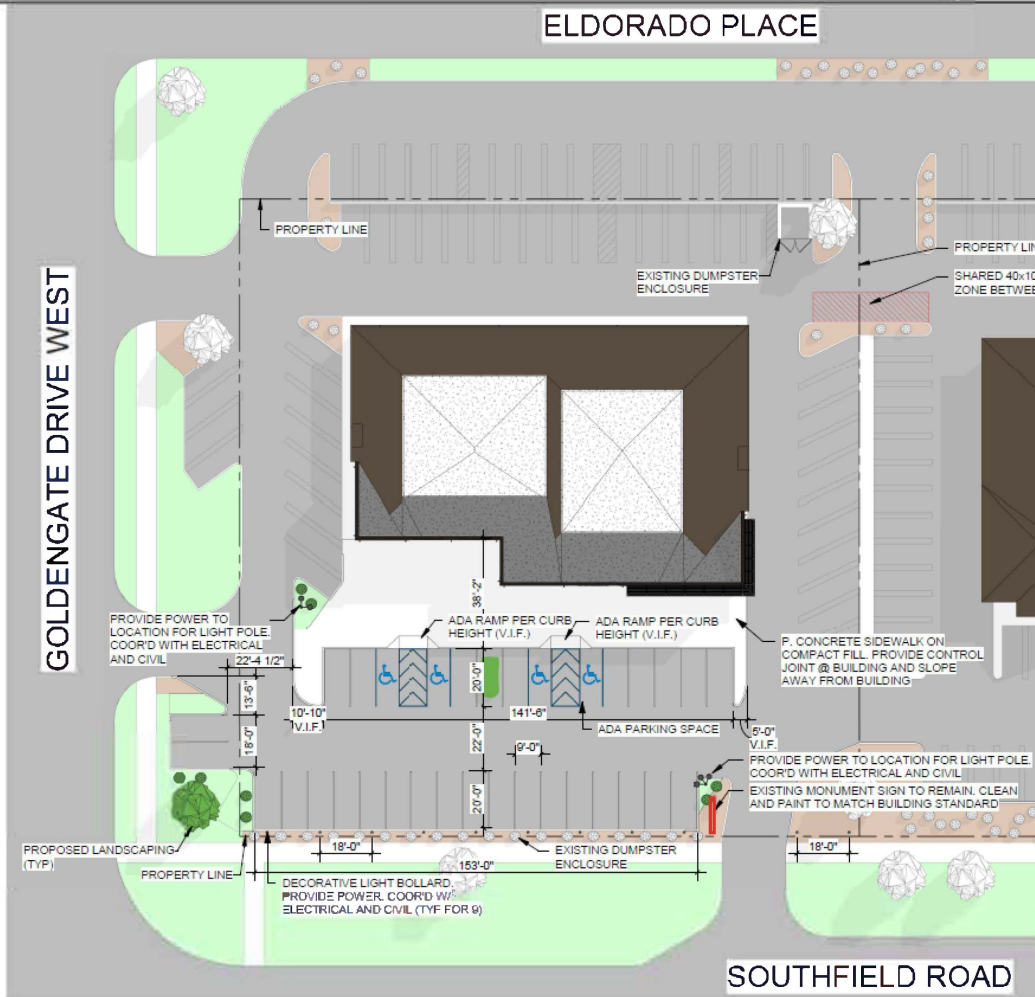 ELDORADO PLACE
PROPERTY LINE
EXISTING DUMPSTER
ENCLOSURE
PROPERTY LIN
SHARED 40x10
ZONE BETWEE
GOLDENGATE DRIVE WEST
38'-2"
PROVIDE POWER TO
LOCATION FOR LIGHT POLE.
COOR'D WITH ELECTRICAL
AND CIVIL
ADA RAMP PER CURB
HEIGHT (V.I.F.)
ADA RAMP PER CURB
HEIGHT (V.I.F.)
P. CONCRETE SIDEWALK ON
COMPACT FILL. PROVIDE CONTROL
JOINT @ BUILDING AND SLOPE
AWAY FROM BUILDING
22'-4 1/2"
13'-6"
20'-0"
10'-10"
V.I.F.
141'-6"
ADA PARKING SPACE
5'-0"
V.I.F.
18'-0"
22'-0"
9'-0"
PROVIDE POWER TO LOCATION FOR LIGHT POLE.
COOR'D WITH ELECTRICAL AND CIVIL
EXISTING MONUMENT SIGN TO REMAIN. CLEAN
AND PAINT TO MATCH BUILDING STANDARD
20'-0"
PROPOSED LANDSCAPING
(TYP)
18'-0"
EXISTING DUMPSTER
ENCLOSURE
18'-0"
PROPERTY LINE
153'-0"
DECORATIVE LIGHT BOLLARD.
PROVIDE POWER. COOR'D W/
ELECTRICAL AND CIVIL (TYF FOR 9)
SOUTHFIELD ROAD